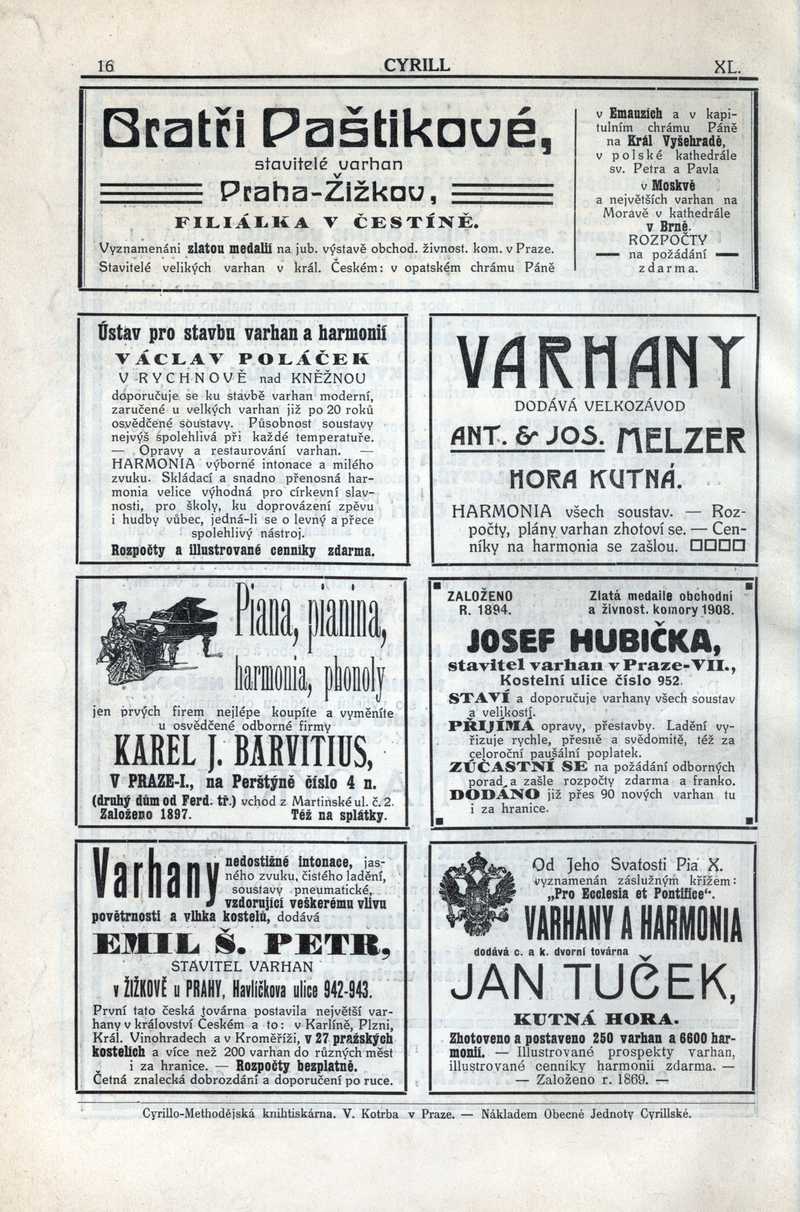 16 CYRILL XL.
Bratři Paštikové,
stavitelé varhan
Praha-Žižkov,
FILIÁLKA V ČESTÍNĚ.
Vyznamenáni zlatou medalií na jub. výstavě obchod. živnost. kom. v Praze.
Stavitelé velikých varhan v král. Českém: v opatském chrámu Páně
v Emauzích a v kapi-
tulním chrámu Páně
na Král Vyšehradě,
v polské kathedrále
sv. Petra a Pavla
v Moskvě
a největších varhan na
Moravě v kathedrále
v Brně.
ROZPOČTY
— na požádání —
zdarma.
Ústav pro stavbu varhan a harmonií
VÁCLAV POLÁČEK
V RYCHNOVĚ nad KNĚŽNOU
doporučuje se ku stavbě varhan moderní,
zaručené u velkých varhan již po 20 roků
osvědčené soustavy. Působnost soustavy
nejvýš spolehlivá při každé temperatuře.
— Opravy a restaurování varhan. —
HARMONIA výborné intonace a milého
zvuku. Skládací a snadno přenosná har-
monia velice výhodná pro církevní slav-
nosti, pro školy, ku doprovázení zpěvu
i hudby vůbec, jedná-li se o levný a přece
spolehlivý nástroj.
Rozpočty a illustrované cenníky zdarma.
VARHANY
DODÁVÁ VELKOZÁVOD
ANT. & JOS. MELZER
HORA KUTNÁ.
HARMONIA všech soustav. — Roz-
počty, plány varhan zhotoví se. — Cen-
níky na harmonia se zašlou.
Piana, pianina,
harmonia, phonoly
jen prvých firem nejlépe koupíte a vyměníte
u osvědčené odborné firmy
KAREL J. BARVITIUS,
V PRAZE-I., na Perštýně číslo 4 n.
(druhý dům od Ferd. tř.) vchod z Martinské ul. č. 2.
Založeno 1897. Též na splátky.
ZALOŽENO Zlatá medaile obchodní
R. 1894. a živnost. komory 1908.
JOSEF HUBIČKA,
stavitel varhan v Praze-VII.,
Kostelní ulice číslo 952.
STAVÍ a doporučuje varhany všech soustav
a velikostí.
PŘIJÍMÁ opravy, přestavby. Ladění vy-
řizuje rychle, přesně a svědomitě, též za
celoroční paušální poplatek.
ZÚČASTNÍ SE na požádání odborných
porad a zašle rozpočty zdarma a franko.
DODÁNO již přes 90 nových varhan tu
i za hranice.
Varhany nedostižné intonace, jas-
ného zvuku, čistého ladění,
soustavy pneumatické,
vzdorující veškerému vlivu
povětrnosti a vlhka kostelů, dodává
EMIL Š. PETR,
STAVITEL VARHAN
v ŽIŽKOVĚ u PRAHY, Havlíčkova ulice 942-943.
První tato česká továrna postavila největší var-
hany v království Českém a to: v Karlíně, Plzni,
Král. Vinohradech a v Kroměříži, v 27 pražských
kostelích a více než 200 varhan do různých měst
i za hranice. — Rozpočty bezplatně.
Četná znalecká dobrozdání a doporučení po ruce.
Od Jeho Svatosti Pia X.
vyznamenán záslužným křížem:
„Pro Ecclesia et Pontifice“.
VARHANY A HARMONIA
dodává c. a k. dvorní továrna
JAN TUČEK,
KUTNÁ HORA.
Zhotoveno a postaveno 250 varhan a 6600 har-
monií. — Illustrované prospekty varhan,
illustrované cenníky harmonií zdarma. —
— Založeno r. 1869. —
Cyrillo-Methodějská knihtiskárna. V. Kotrba v Praze. — Nákladem Obecné Jednoty Cyrillské.